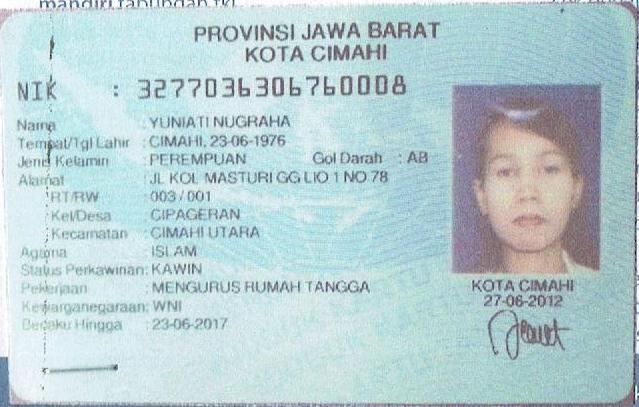 mandiri tabungan tki
PROVINSI JAWA BARAT
KOTA CIMAHI
NIK : 3277036306760008
Nama : YUNIATI NUGRAHA
Tempat/Tgl Lahir : CIMAHI, 23-06-1976
Jenis Kelamin : PEREMPUAN Gol Darah : AB
Alamat : JL KOL MASTURI GG LIO 1 NO 78
RT/RW : 003 / 001
Kel/Desa : CIPAGERAN
Kecamatan : CIMAHI UTARA
Agama : ISLAM
Status Perkawinan: KAWIN
Pekerjaan : MENGURUS RUMAH TANGGA
Kewarganegaraan: WNI
Berlaku Hingga : 23-06-2017
KOTA CIMAHI
27-06-2012